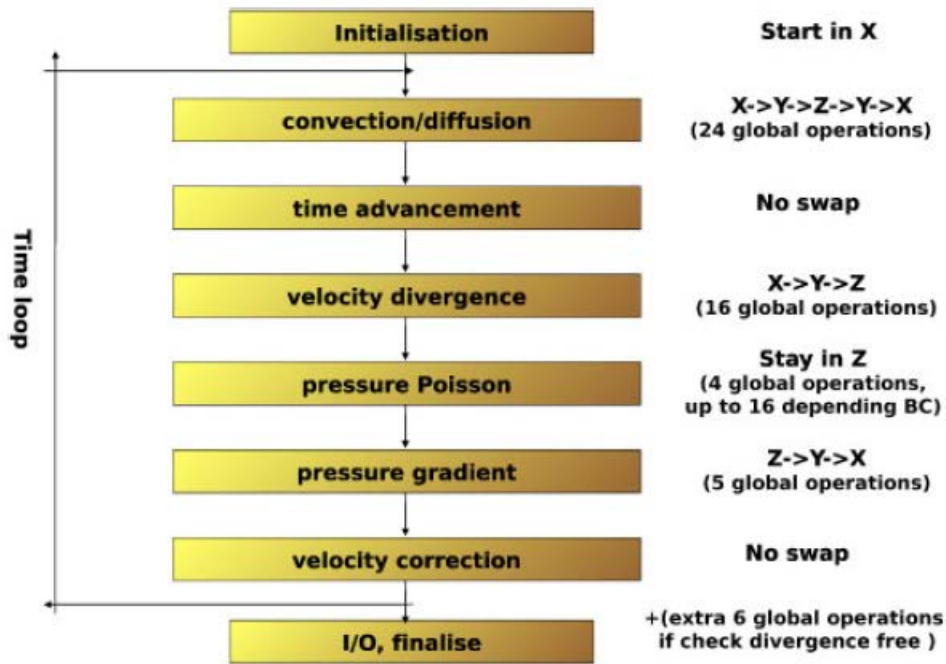 Initialisation
Start in X
convection/diffusion
X->Y->Z->Y->X
(24 global operations)
time advancement
No swap
Time loop
velocity divergence
X->Y->Z
(16 global operations)
pressure Poisson
Stay in Z
(4 global operations,
up to 16 depending BC)
pressure gradient
Z->Y->X
(5 global operations)
velocity correction
No swap
I/O, finalise
+(extra 6 global operations
if check divergence free )